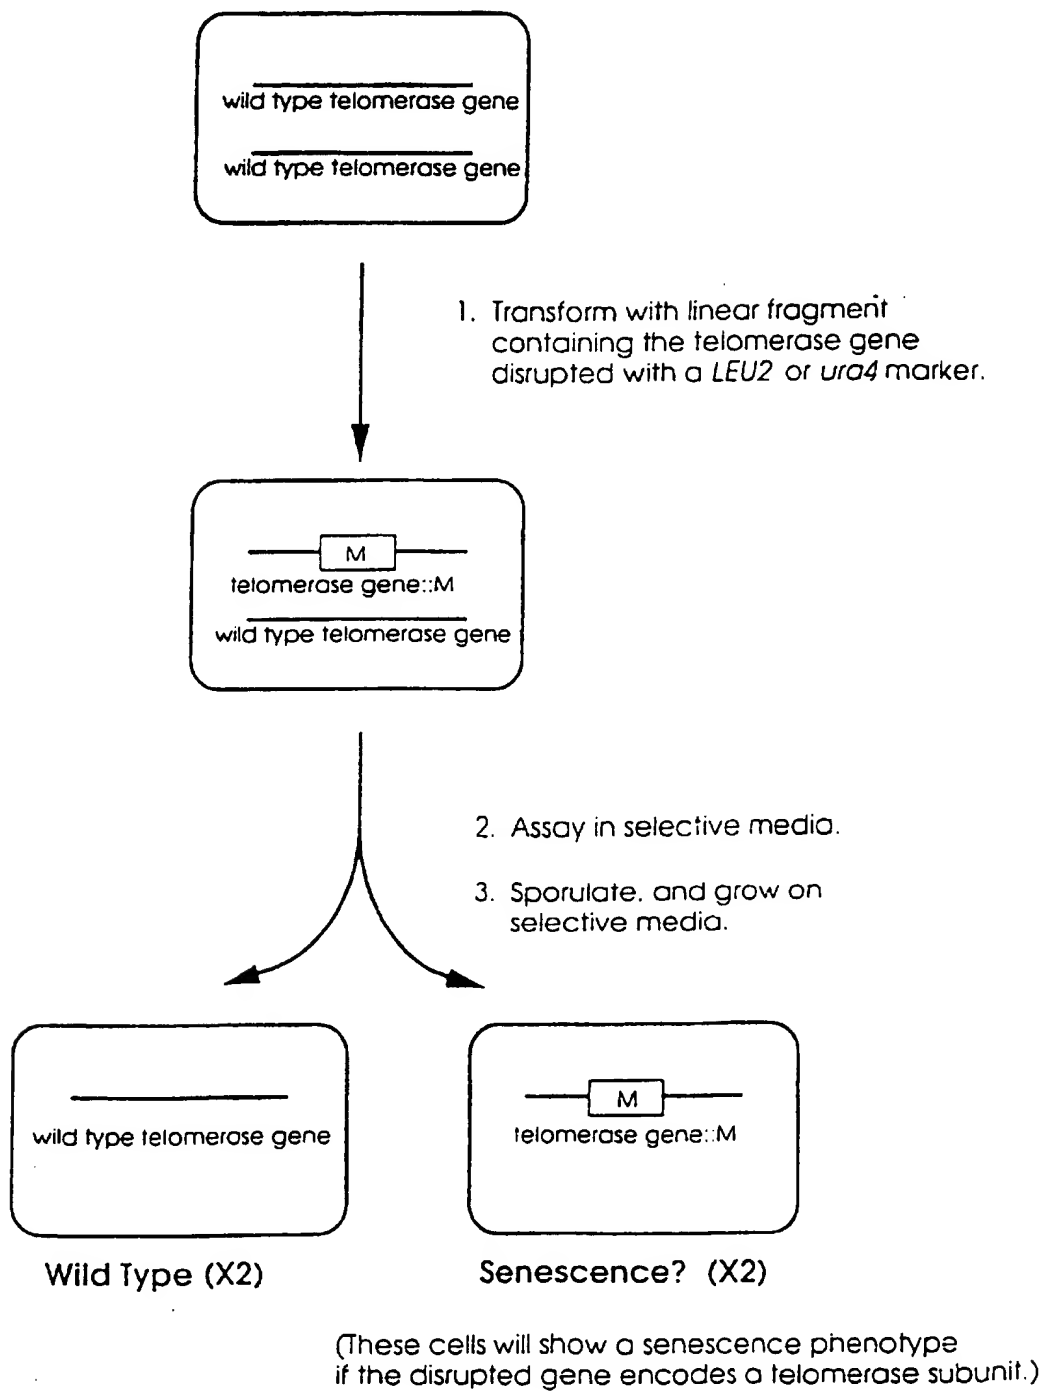 wild type telomerase gene
wild type telomerase gene
1. Transform with linear fragment
containing the telomerase gene
disrupted with a LEU2 or ura4 marker.
M
telomerase gene::M
wild type telomerase gene
2. Assay in selective media.
3. Sporulate, and grow on
selective media.
wild type telomerase gene
M
telomerase gene::M
Wild Type (X2)
Senescence? (X2)
(These cells will show a senescence phenotype
if the disrupted gene encodes a telomerase subunit.)